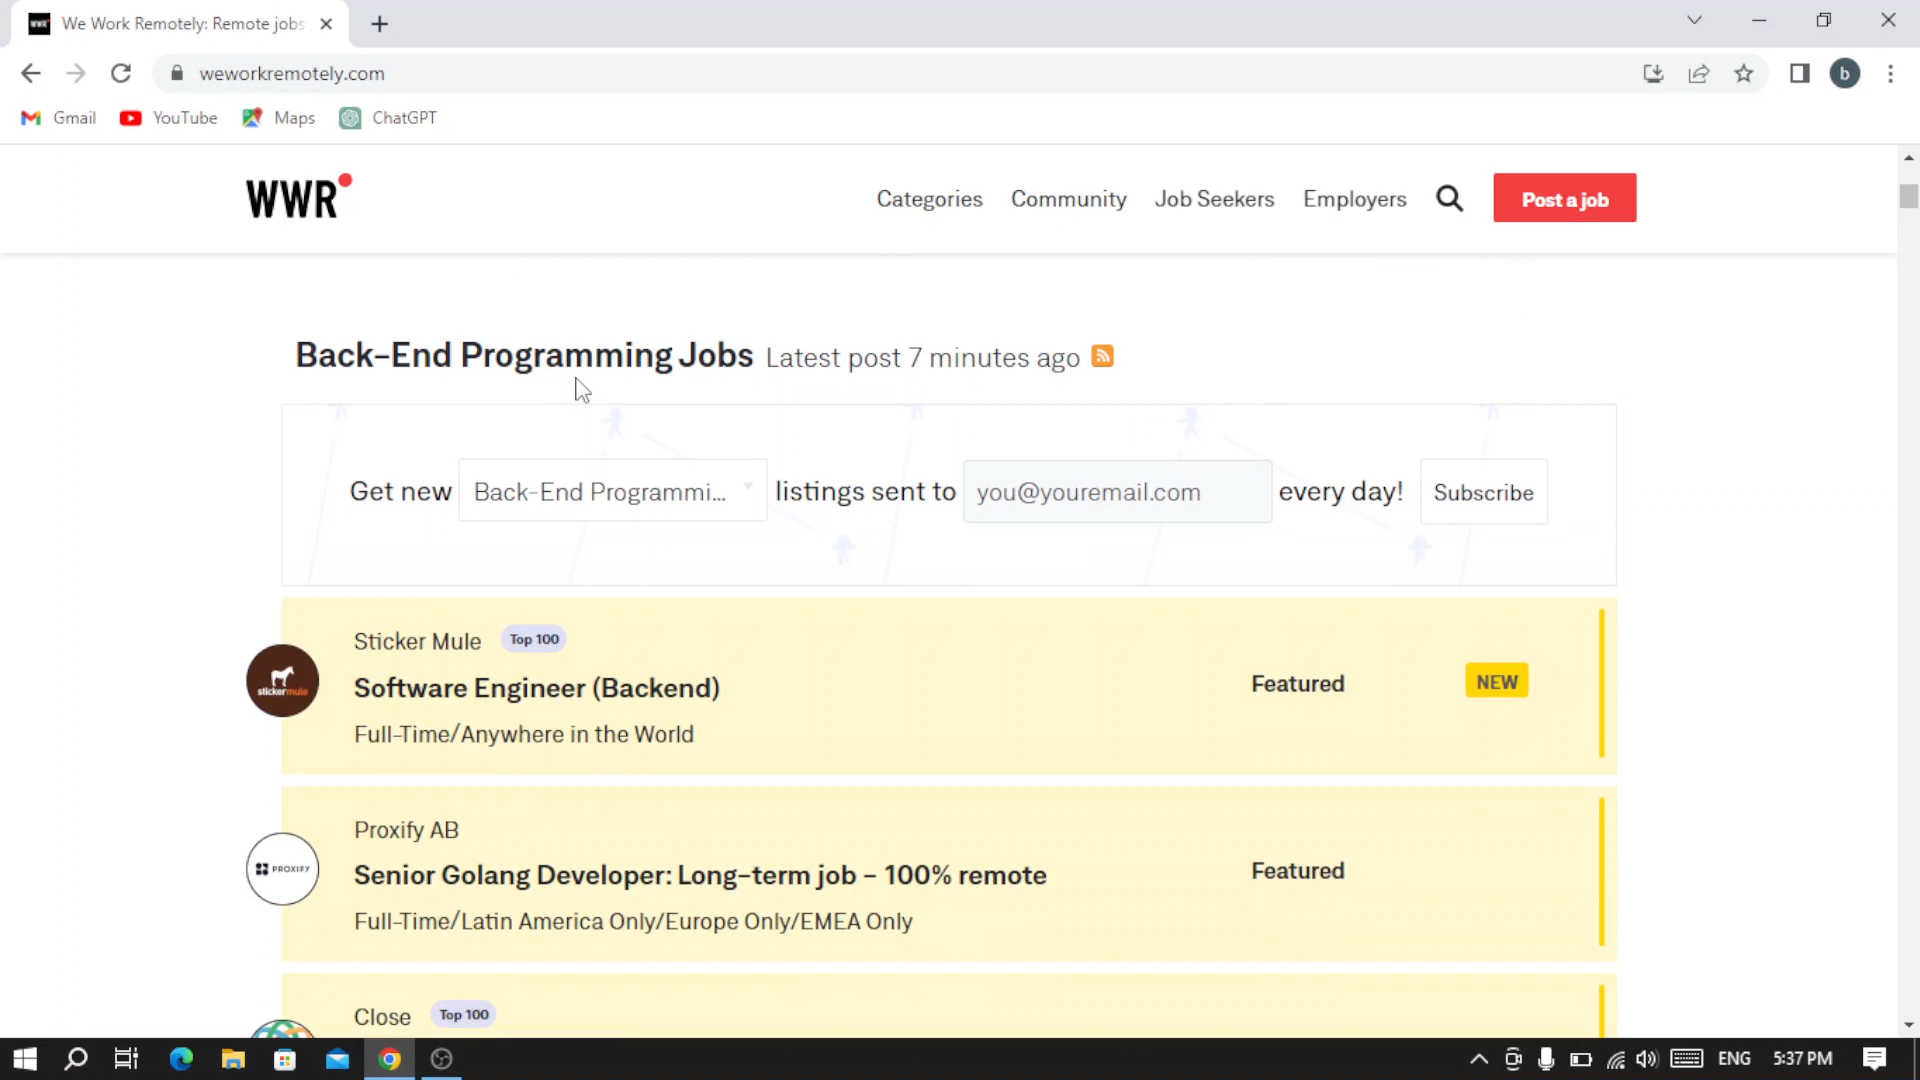 We Work Remotely: Remote jobs
weworkremotely.com
b
Gmail YouTube Maps ChatGPT
WWR
Categories Community Job Seekers Employers Post a job
Back-End Programming Jobs Latest post 7 minutes ago
Get new Back-End Programmi... listings sent to you@youremail.com every day! Subscribe
Sticker Mule Top 100
stickermule
Software Engineer (Backend) Featured NEW
Full-Time/Anywhere in the World
Proxify AB
PROXIFY
Senior Golang Developer: Long-term job - 100% remote Featured
Full-Time/Latin America Only/Europe Only/EMEA Only
Close Top 100
ENG 5:37 PM